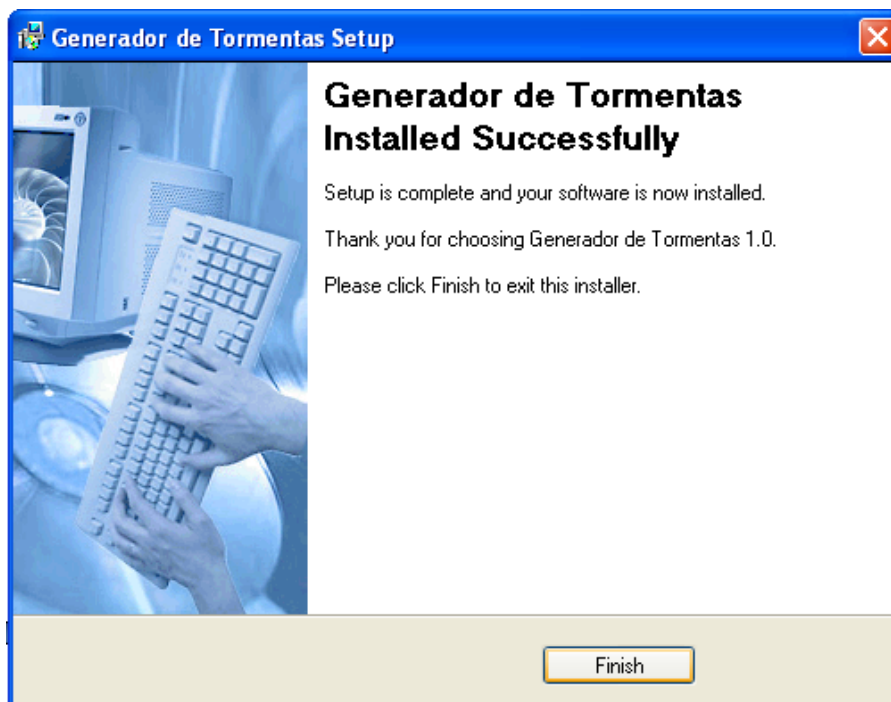 Generador de Tormentas Setup
Generador de Tormentas
Installed Successfully
Setup is complete and your software is now installed.
Thank you for choosing Generador de Tormentas 1.0.
Please click Finish to exit this installer.
Finish